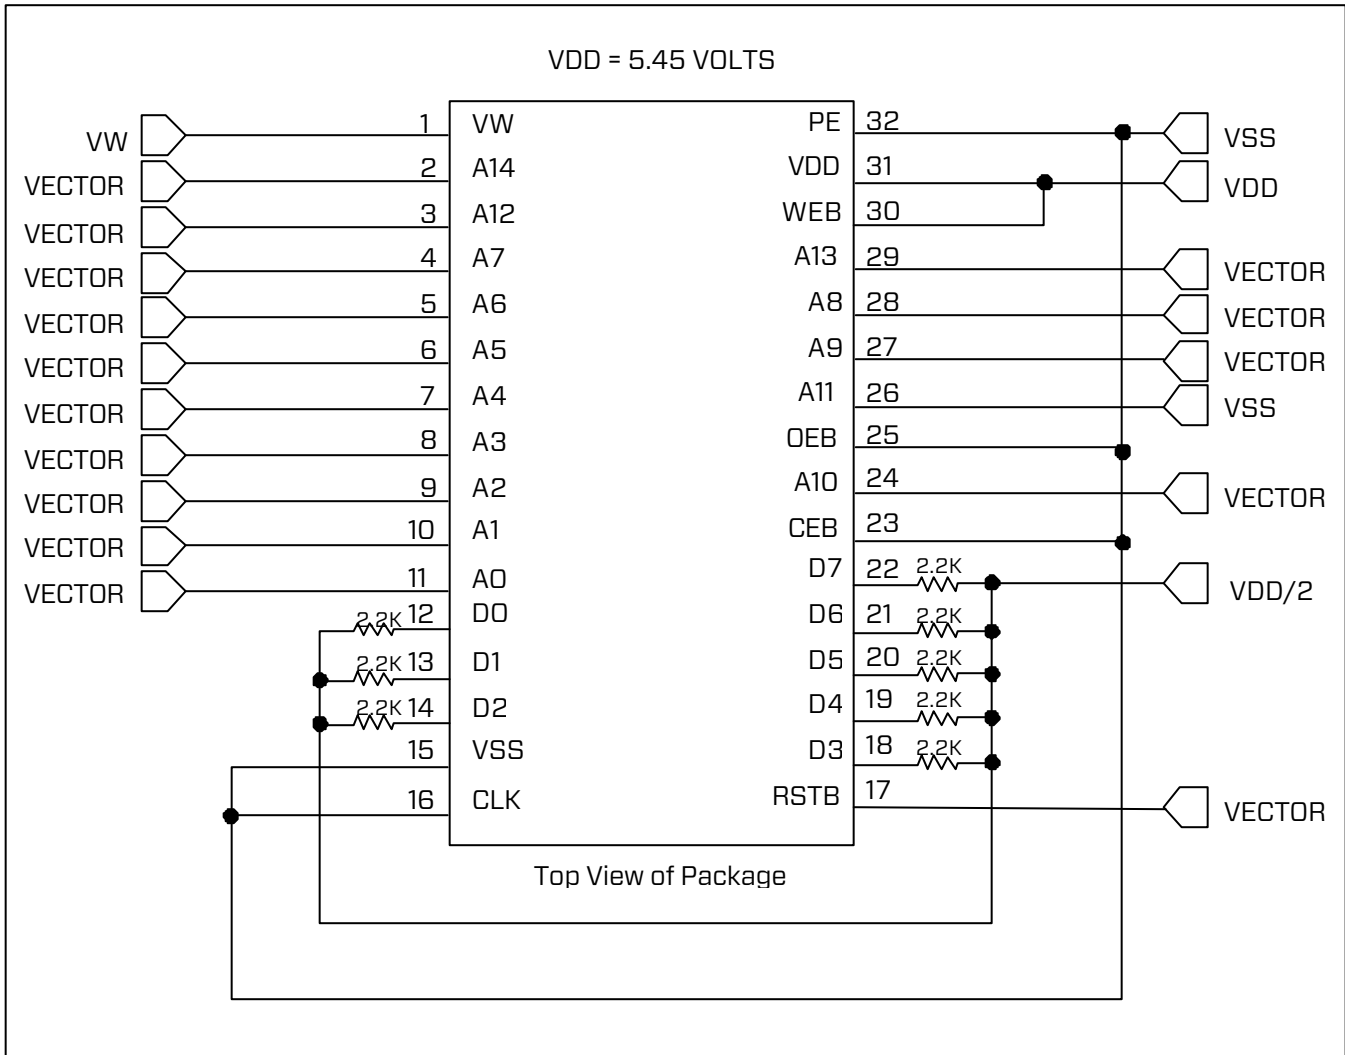 VDD = 5.45 VOLTS
VW 1 VW PE 32 VSS
VECTOR 2 A14 VDD 31 VDD
VECTOR 3 A12 WEB 30
VECTOR 4 A7 A13 29 VECTOR
VECTOR 5 A6 A8 28 VECTOR
VECTOR 6 A5 A9 27 VECTOR
VECTOR 7 A4 A11 26 VSS
VECTOR 8 A3 OEB 25
VECTOR 9 A2 A10 24 VECTOR
VECTOR 10 A1 CEB 23
VECTOR 11 A0 D7 22 2.2K VDD/2
2.2K 12 D0 D6 21 2.2K
2.2K 13 D1 D5 20 2.2K
2.2K 14 D2 D4 19 2.2K
15 VSS D3 18 2.2K
16 CLK RSTB 17 VECTOR
Top View of Package